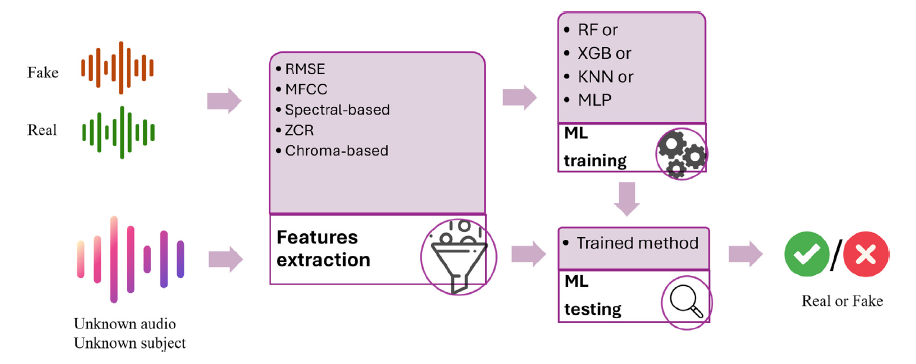 Fake
Real
• RMSE
• MFCC
• Spectral-based
• ZCR
• Chroma-based
Features
extraction
• RF or
• XGB or
• KNN or
• MLP
ML
training
Unknown audio
Unknown subject
• Trained method
ML
testing
/
Real or Fake